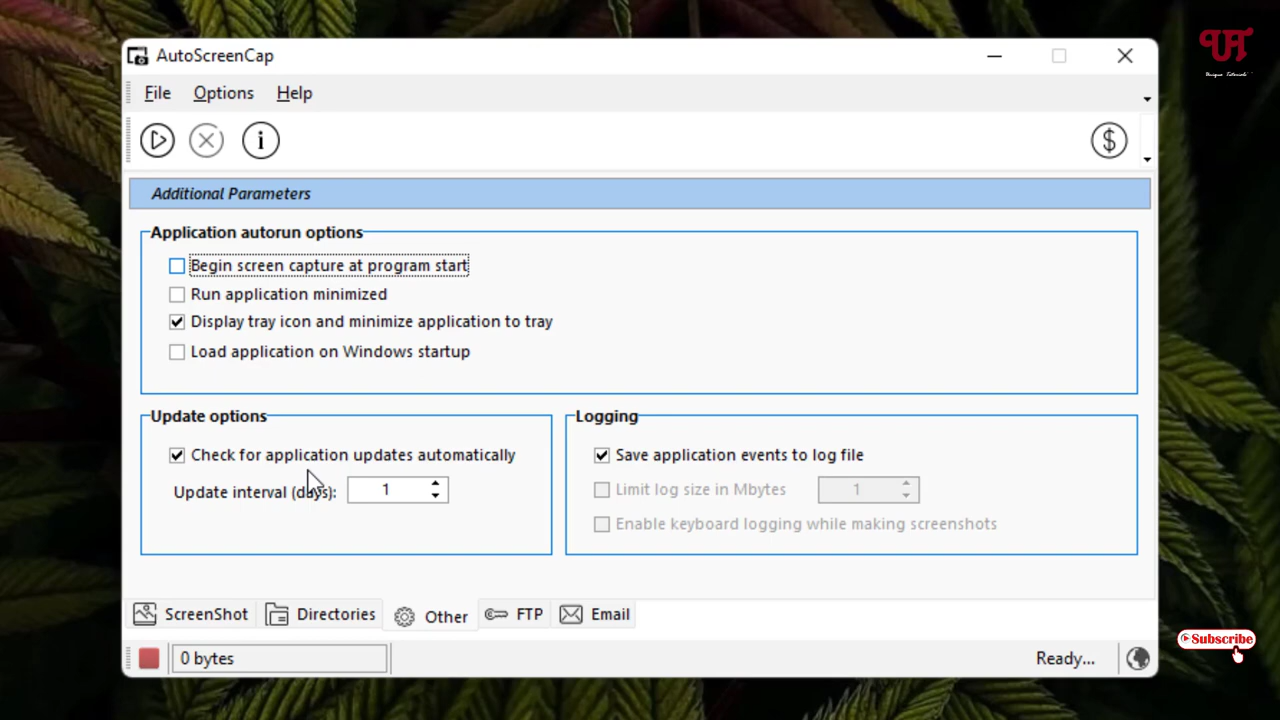 AutoScreenCap
File Options Help
Additional Parameters
Application autorun options
Begin screen capture at program start
Run application minimized
Display tray icon and minimize application to tray
Load application on Windows startup
Update options
Check for application updates automatically
Update interval (days):
1
Logging
Save application events to log file
Limit log size in Mbytes
1
Enable keyboard logging while making screenshots
ScreenShot Directories Other FTP Email
0 bytes
Ready...
UT
Unique Tutorials
Subscribe